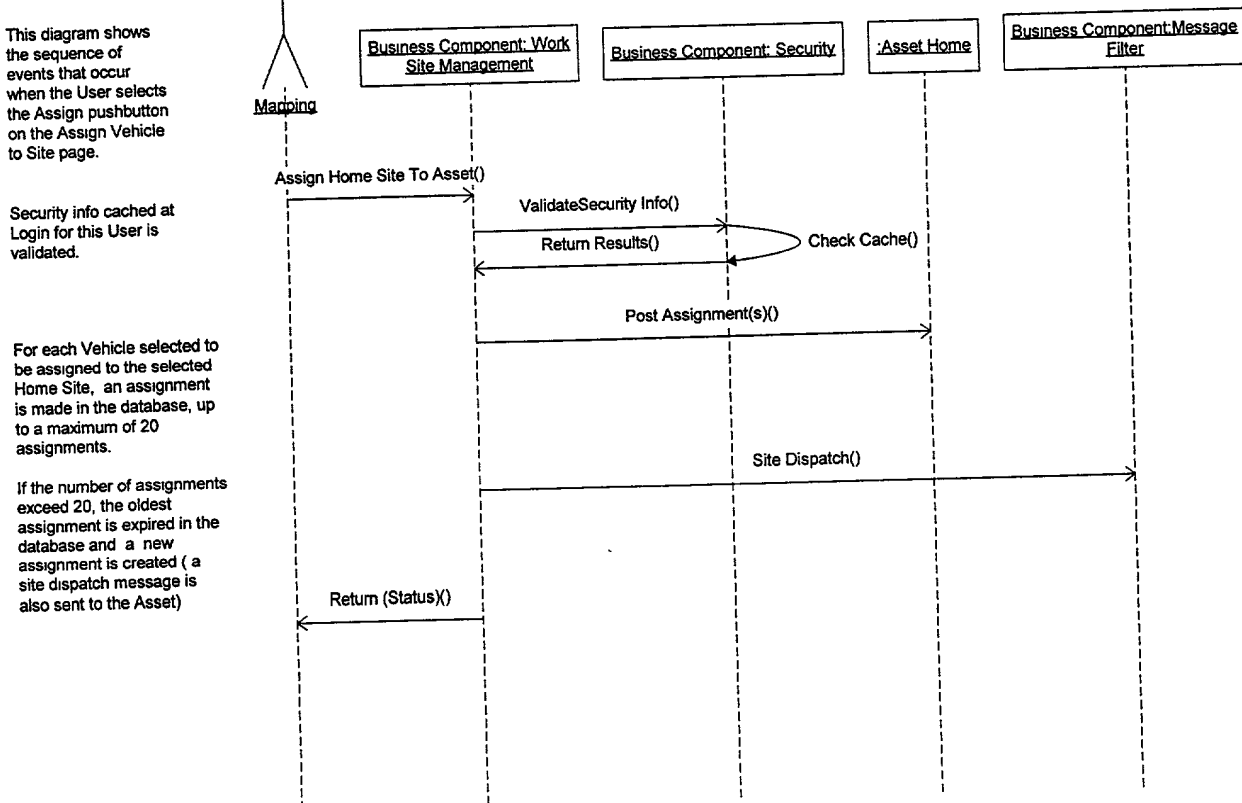 This diagram shows
the sequence of
events that occur
when the User selects
the Assign pushbutton
on the Assign Vehicle
to Site page.
Mapping
Business Component: Work
Site Management
Business Component: Security
:Asset Home
Business Component:Message
Filter
Assign Home Site To Asset()
Security info cached at
Login for this User is
validated.
ValidateSecurity Info()
Return Results()
Check Cache()
Post Assignment(s)()
For each Vehicle selected to
be assigned to the selected
Home Site, an assignment
is made in the database, up
to a maximum of 20
assignments.
Site Dispatch()
If the number of assignments
exceed 20, the oldest
assignment is expired in the
database and a new
assignment is created ( a
site dispatch message is
also sent to the Asset)
Return (Status)()